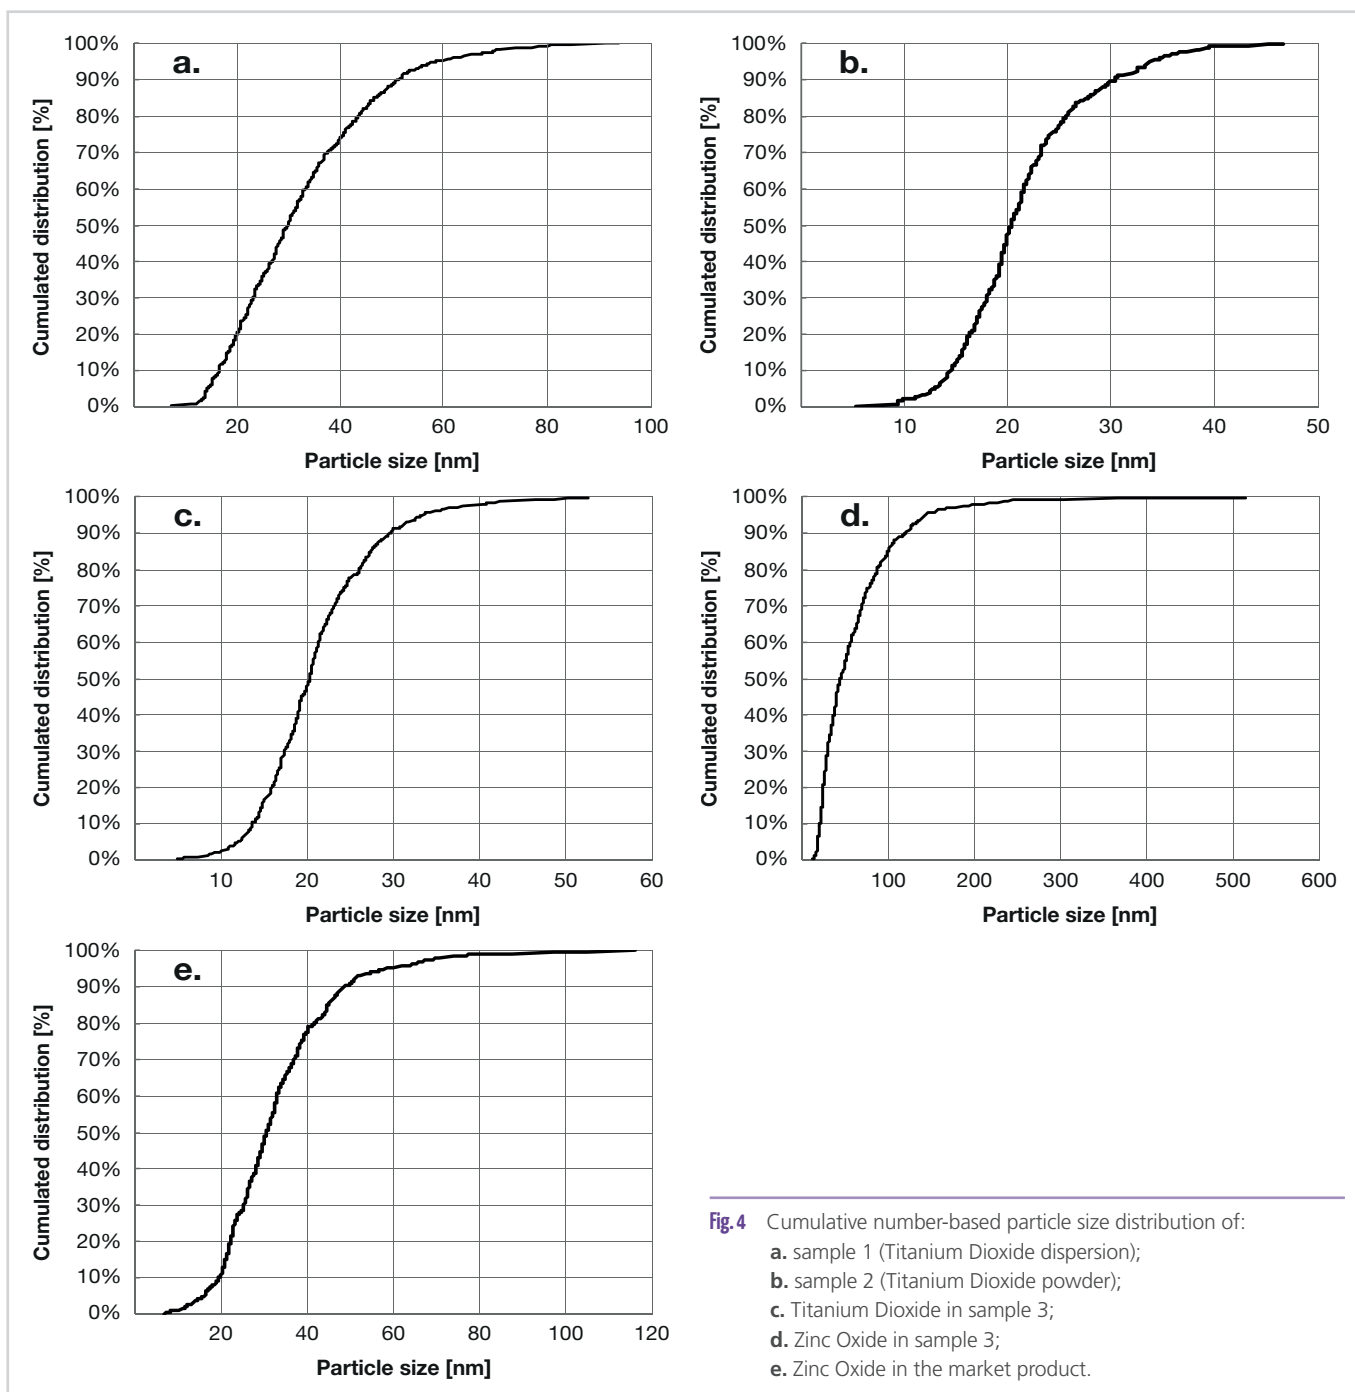 a.
Cumulated distribution [%]
100%
90%
80%
70%
60%
50%
40%
30%
20%
10%
0%
20 40 60 80 100
Particle size [nm]
b.
Cumulated distribution [%]
100%
90%
80%
70%
60%
50%
40%
30%
20%
10%
0%
10 20 30 40 50
Particle size [nm]
c.
Cumulated distribution [%]
100%
90%
80%
70%
60%
50%
40%
30%
20%
10%
0%
10 20 30 40 50 60
Particle size [nm]
d.
Cumulated distribution [%]
100%
90%
80%
70%
60%
50%
40%
30%
20%
10%
0%
100 200 300 400 500 600
Particle size [nm]
e.
Cumulated distribution [%]
100%
90%
80%
70%
60%
50%
40%
30%
20%
10%
0%
20 40 60 80 100 120
Particle size [nm]
Fig. 4 Cumulative number-based particle size distribution of:
a. sample 1 (Titanium Dioxide dispersion);
b. sample 2 (Titanium Dioxide powder);
c. Titanium Dioxide in sample 3;
d. Zinc Oxide in sample 3;
e. Zinc Oxide in the market product.